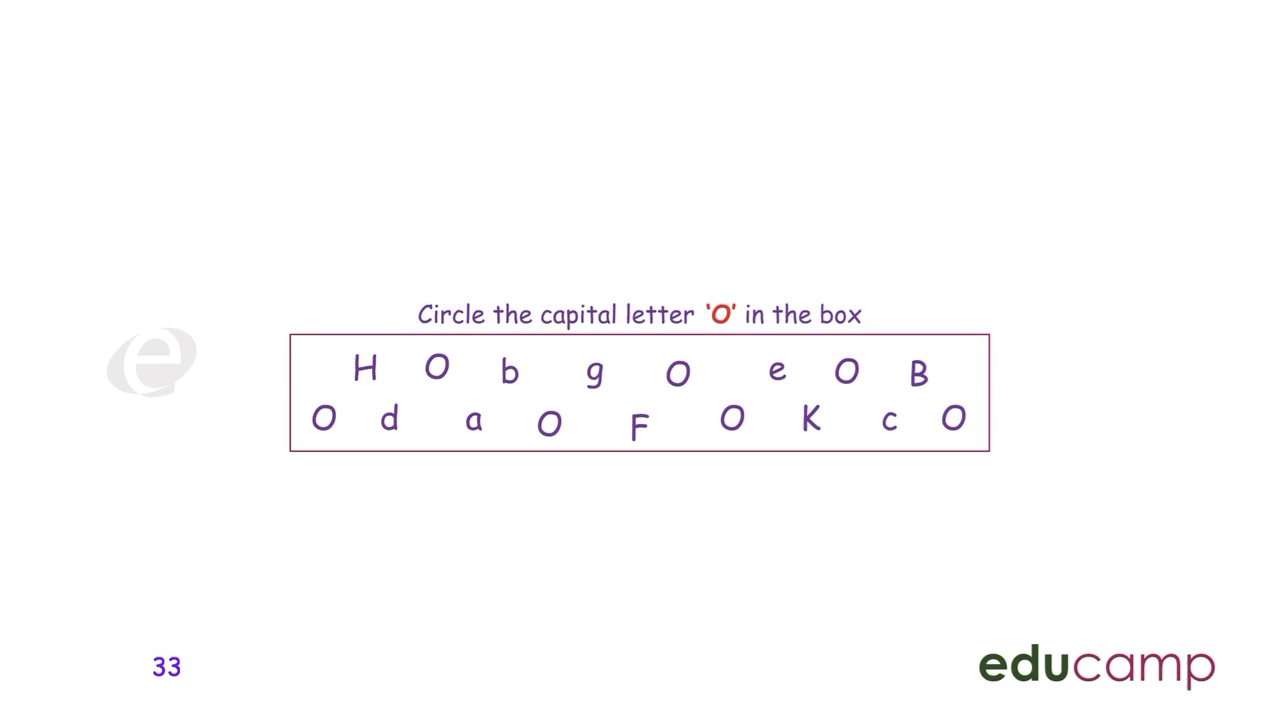 Circle the capital letter ‘O’ in the box
H O b g O e O B
O d a O F O K c O
e
33
educamp